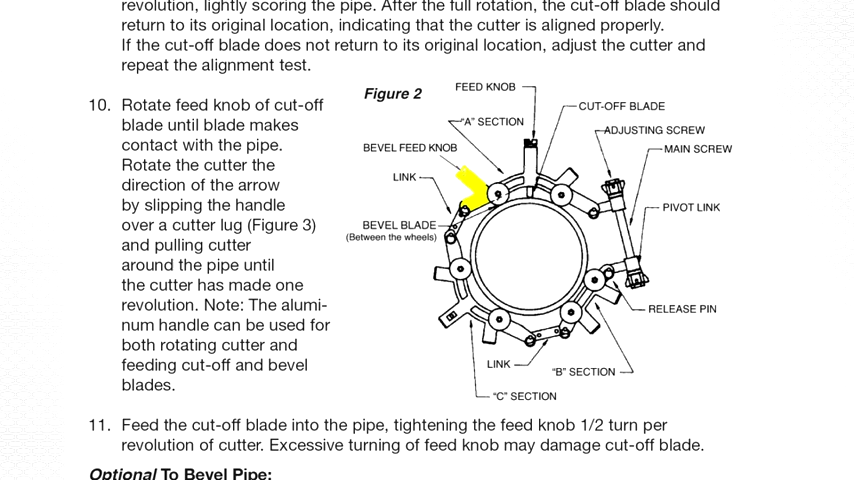 revolution, lightly scoring the pipe. After the full rotation, the cut-off blade should
return to its original location, indicating that the cutter is aligned properly.
If the cut-off blade does not return to its original location, adjust the cutter and
repeat the alignment test.
10. Rotate feed knob of cut-off
blade until blade makes
contact with the pipe.
Rotate the cutter the
direction of the arrow
by slipping the handle
over a cutter lug (Figure 3)
and pulling cutter
around the pipe until
the cutter has made one
revolution. Note: The alumi-
num handle can be used for
both rotating cutter and
feeding cut-off and bevel
blades.
Figure 2
FEED KNOB
CUT-OFF BLADE
"A" SECTION
ADJUSTING SCREW
BEVEL FEED KNOB
MAIN SCREW
LINK
PIVOT LINK
BEVEL BLADE
(Between the wheels)
RELEASE PIN
LINK
"B" SECTION
"C" SECTION
11. Feed the cut-off blade into the pipe, tightening the feed knob 1/2 turn per
revolution of cutter. Excessive turning of feed knob may damage cut-off blade.
Optional To Bevel Pipe: